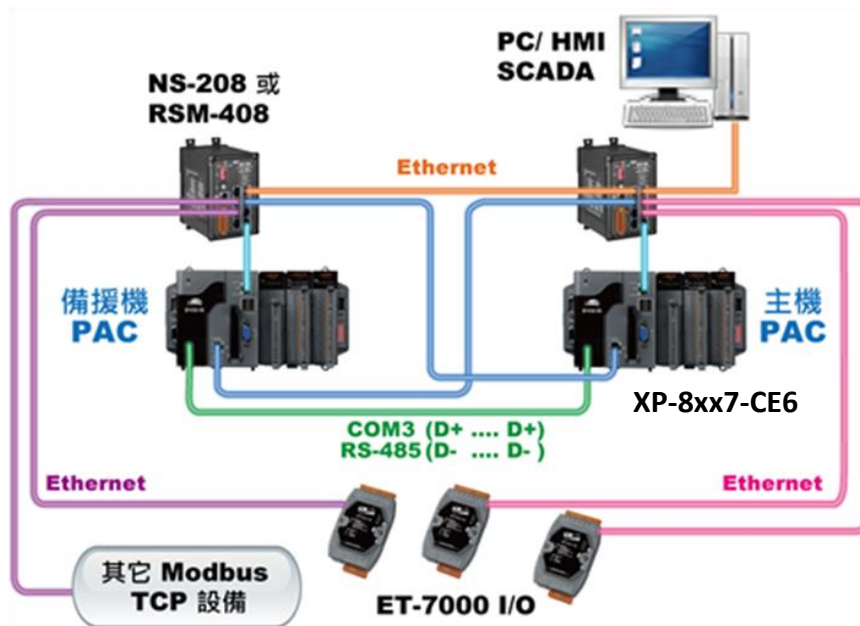 PC/ HMI
SCADA
NS-208 或
RSM-408
Ethernet
備援機
PAC
主機
PAC
XP-8xx7-CE6
COM3 (D+ .... D+)
RS-485 (D- .... D- )
Ethernet
Ethernet
其它 Modbus
TCP 設備
ET-7000 I/O